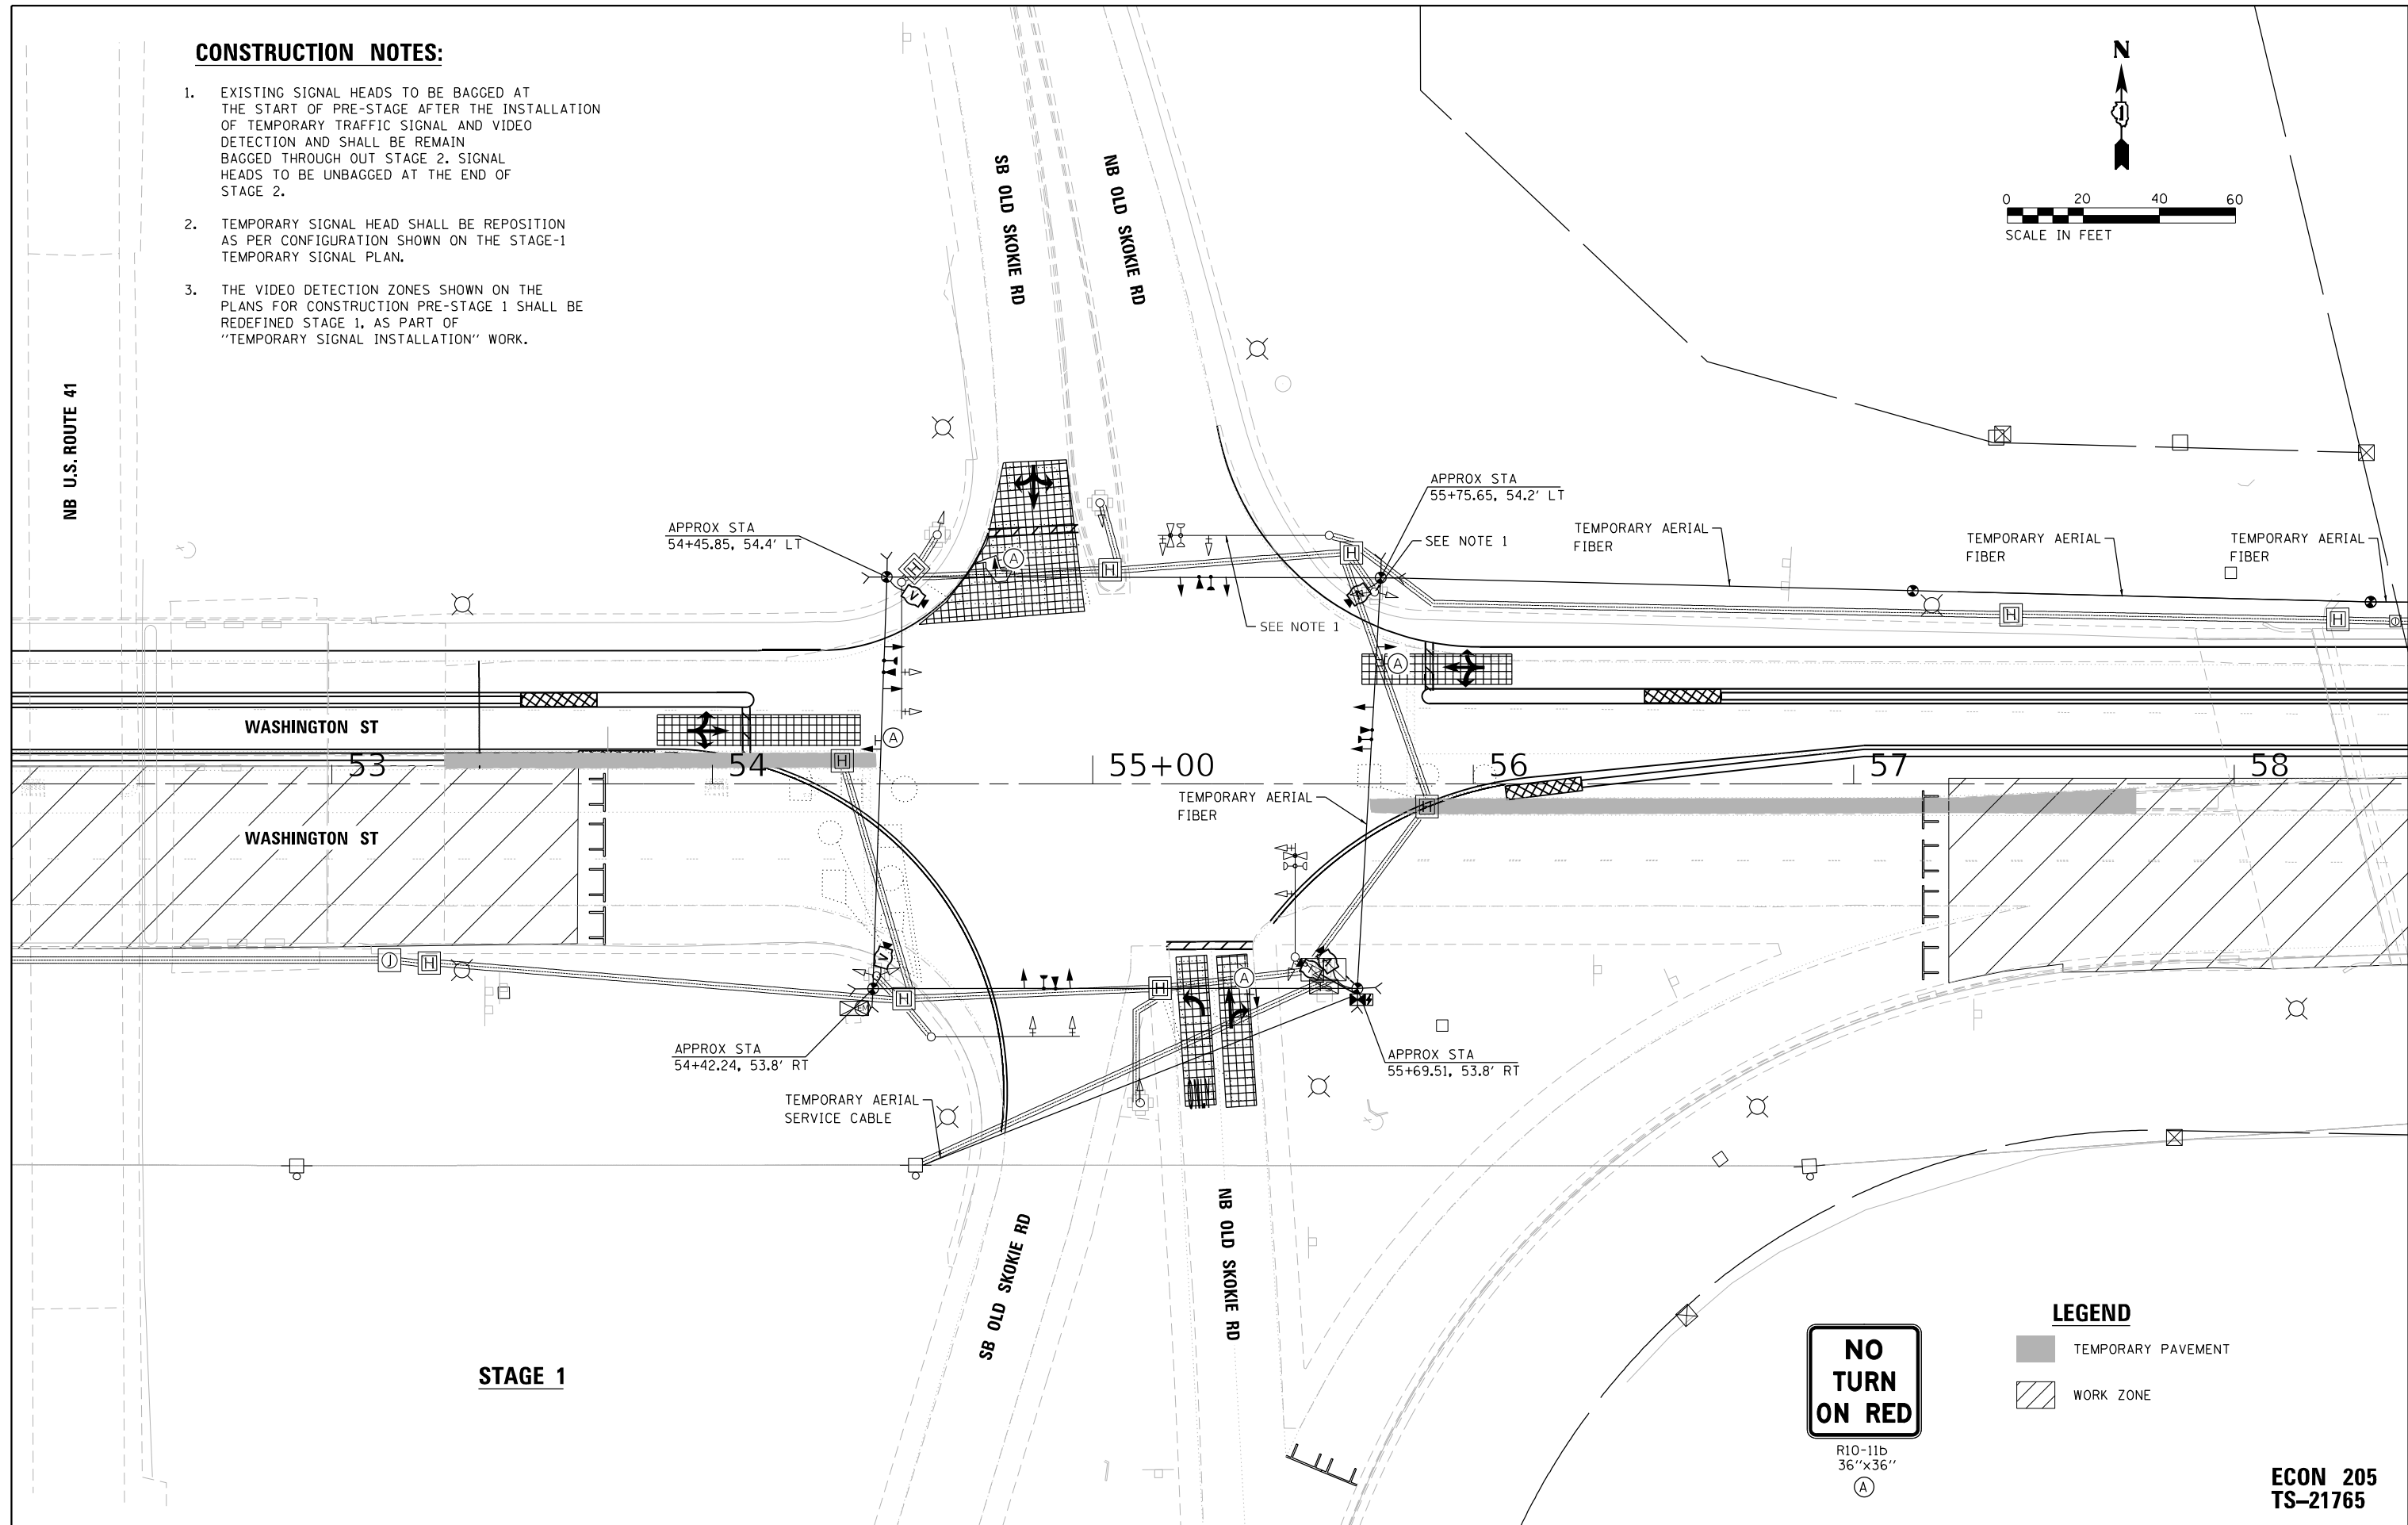 CONSTRUCTION NOTES:
1. EXISTING SIGNAL HEADS TO BE BAGGED AT
THE START OF PRE-STAGE AFTER THE INSTALLATION
OF TEMPORARY TRAFFIC SIGNAL AND VIDEO
DETECTION AND SHALL BE REMAIN
BAGGED THROUGH OUT STAGE 2. SIGNAL
HEADS TO BE UNBAGGED AT THE END OF
STAGE 2.
2. TEMPORARY SIGNAL HEAD SHALL BE REPOSITION
AS PER CONFIGURATION SHOWN ON THE STAGE-1
TEMPORARY SIGNAL PLAN.
3. THE VIDEO DETECTION ZONES SHOWN ON THE
PLANS FOR CONSTRUCTION PRE-STAGE 1 SHALL BE
REDEFINED STAGE 1, AS PART OF
''TEMPORARY SIGNAL INSTALLATION'' WORK.
N
0 20 40 60
SCALE IN FEET
SB OLD SKOKIE RD
NB OLD SKOKIE RD
NB U.S. ROUTE 41
APPROX STA
54+45.85, 54.4' LT
APPROX STA
55+75.65, 54.2' LT
SEE NOTE 1
SEE NOTE 1
TEMPORARY AERIAL
FIBER
TEMPORARY AERIAL
FIBER
TEMPORARY AERIAL
FIBER
A
H
H
H
V
H
H
A
WASHINGTON ST
A
53
54
55+00
56
57
58
H
H
WASHINGTON ST
TEMPORARY AERIAL
FIBER
J
H
V
H
H
A
APPROX STA
54+42.24, 53.8' RT
APPROX STA
55+69.51, 53.8' RT
TEMPORARY AERIAL
SERVICE CABLE
SB OLD SKOKIE RD
NB OLD SKOKIE RD
STAGE 1
NO
TURN
ON RED
R10-11b
36''x36''
A
LEGEND
TEMPORARY PAVEMENT
WORK ZONE
ECON 205
TS-21765